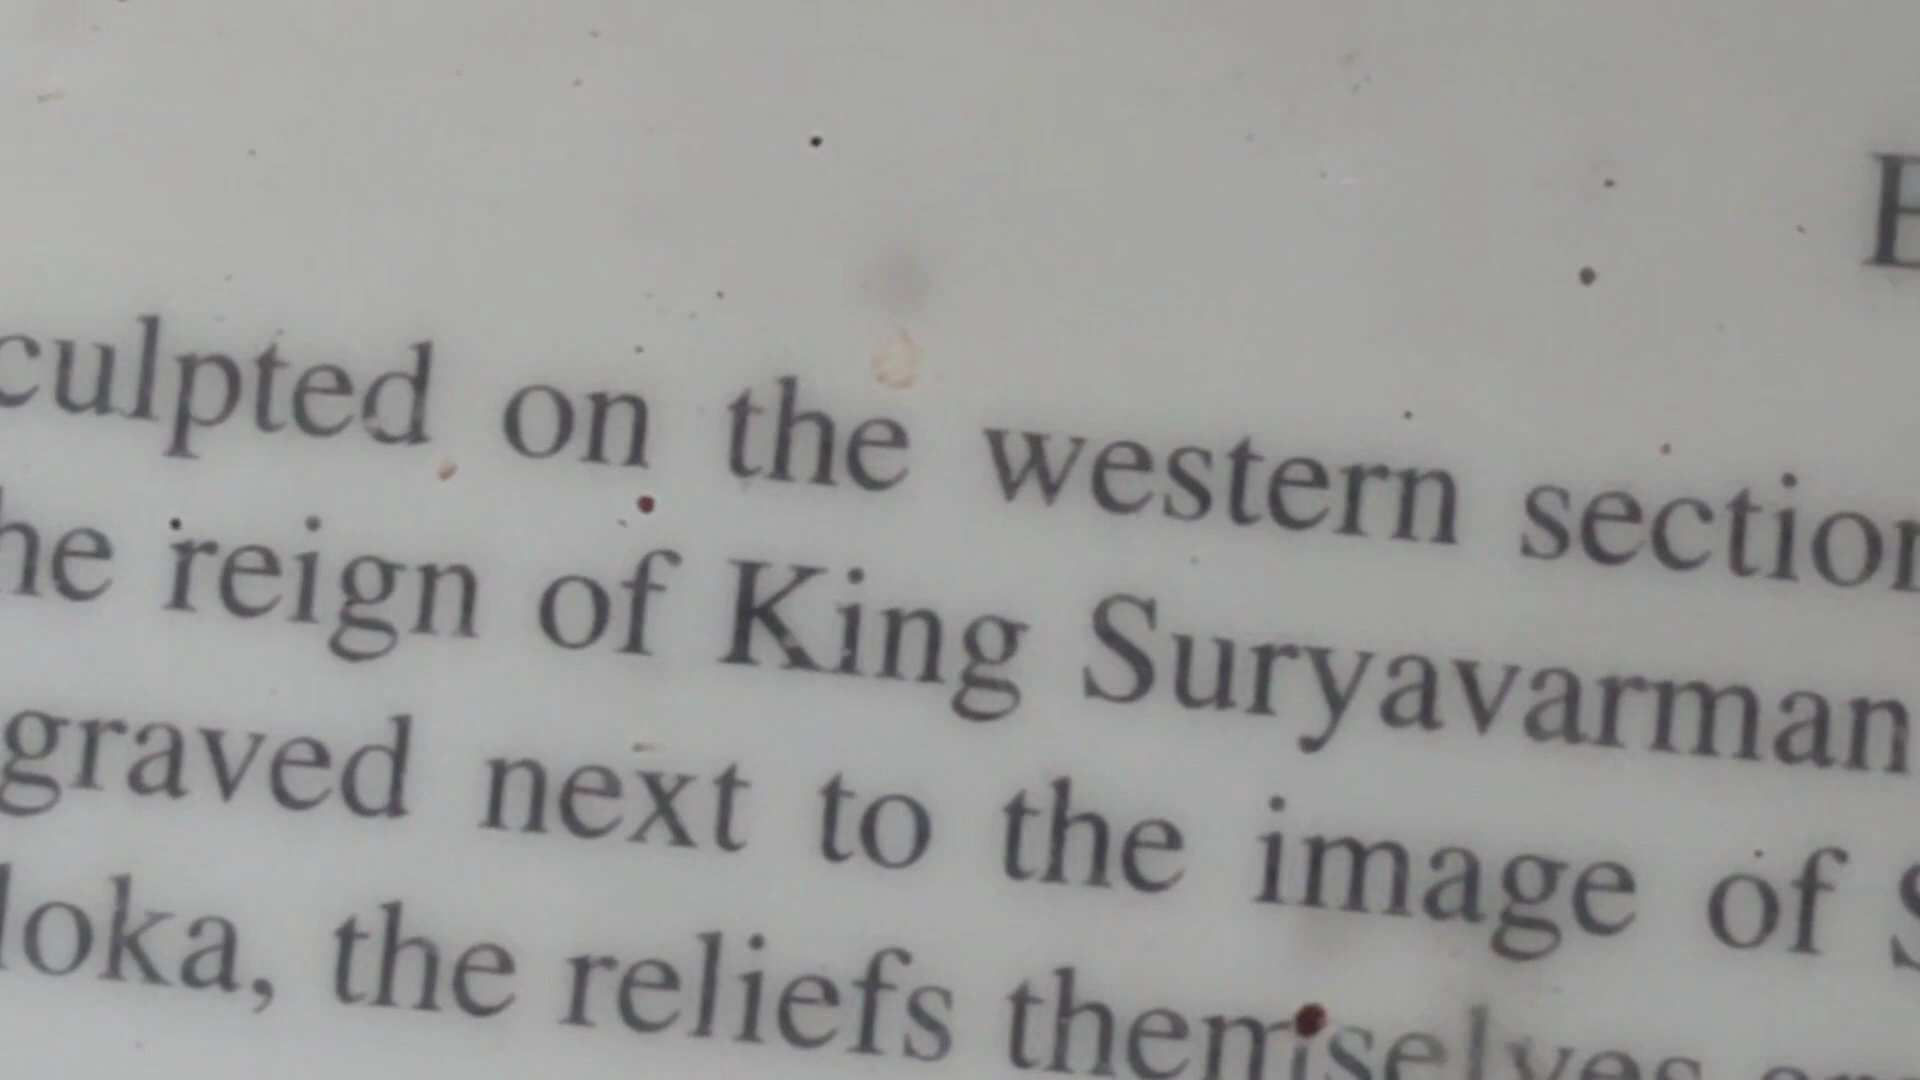 E
culpted on the western section
he reign of King Suryavarman
graved next to the image of S
loka, the reliefs themselves